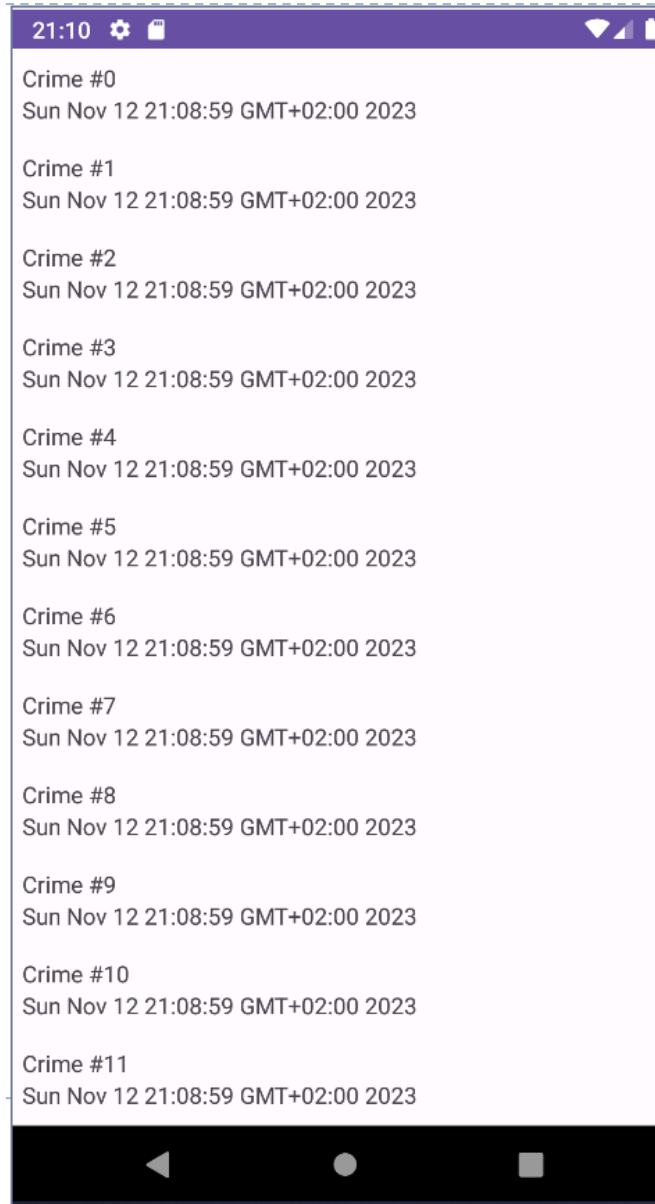 21:10
Crime #0
Sun Nov 12 21:08:59 GMT+02:00 2023
Crime #1
Sun Nov 12 21:08:59 GMT+02:00 2023
Crime #2
Sun Nov 12 21:08:59 GMT+02:00 2023
Crime #3
Sun Nov 12 21:08:59 GMT+02:00 2023
Crime #4
Sun Nov 12 21:08:59 GMT+02:00 2023
Crime #5
Sun Nov 12 21:08:59 GMT+02:00 2023
Crime #6
Sun Nov 12 21:08:59 GMT+02:00 2023
Crime #7
Sun Nov 12 21:08:59 GMT+02:00 2023
Crime #8
Sun Nov 12 21:08:59 GMT+02:00 2023
Crime #9
Sun Nov 12 21:08:59 GMT+02:00 2023
Crime #10
Sun Nov 12 21:08:59 GMT+02:00 2023
Crime #11
Sun Nov 12 21:08:59 GMT+02:00 2023